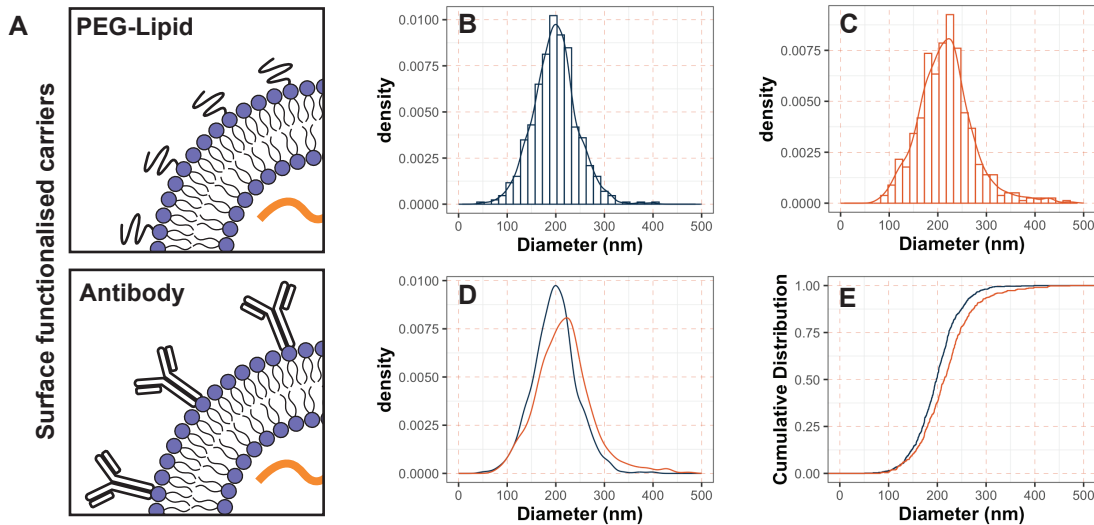 A
Surface functionalised carriers
PEG-Lipid
Antibody
B
density
0.0100
0.0075
0.0050
0.0025
0.0000
0 100 200 300 400 500
Diameter (nm)
C
density
0.0075
0.0050
0.0025
0.0000
0 100 200 300 400 500
Diameter (nm)
D
density
0.0100
0.0075
0.0050
0.0025
0.0000
0 100 200 300 400 500
Diameter (nm)
E
Cumulative Distribution
1.00
0.75
0.50
0.25
0.00
0 100 200 300 400 500
Diameter (nm)